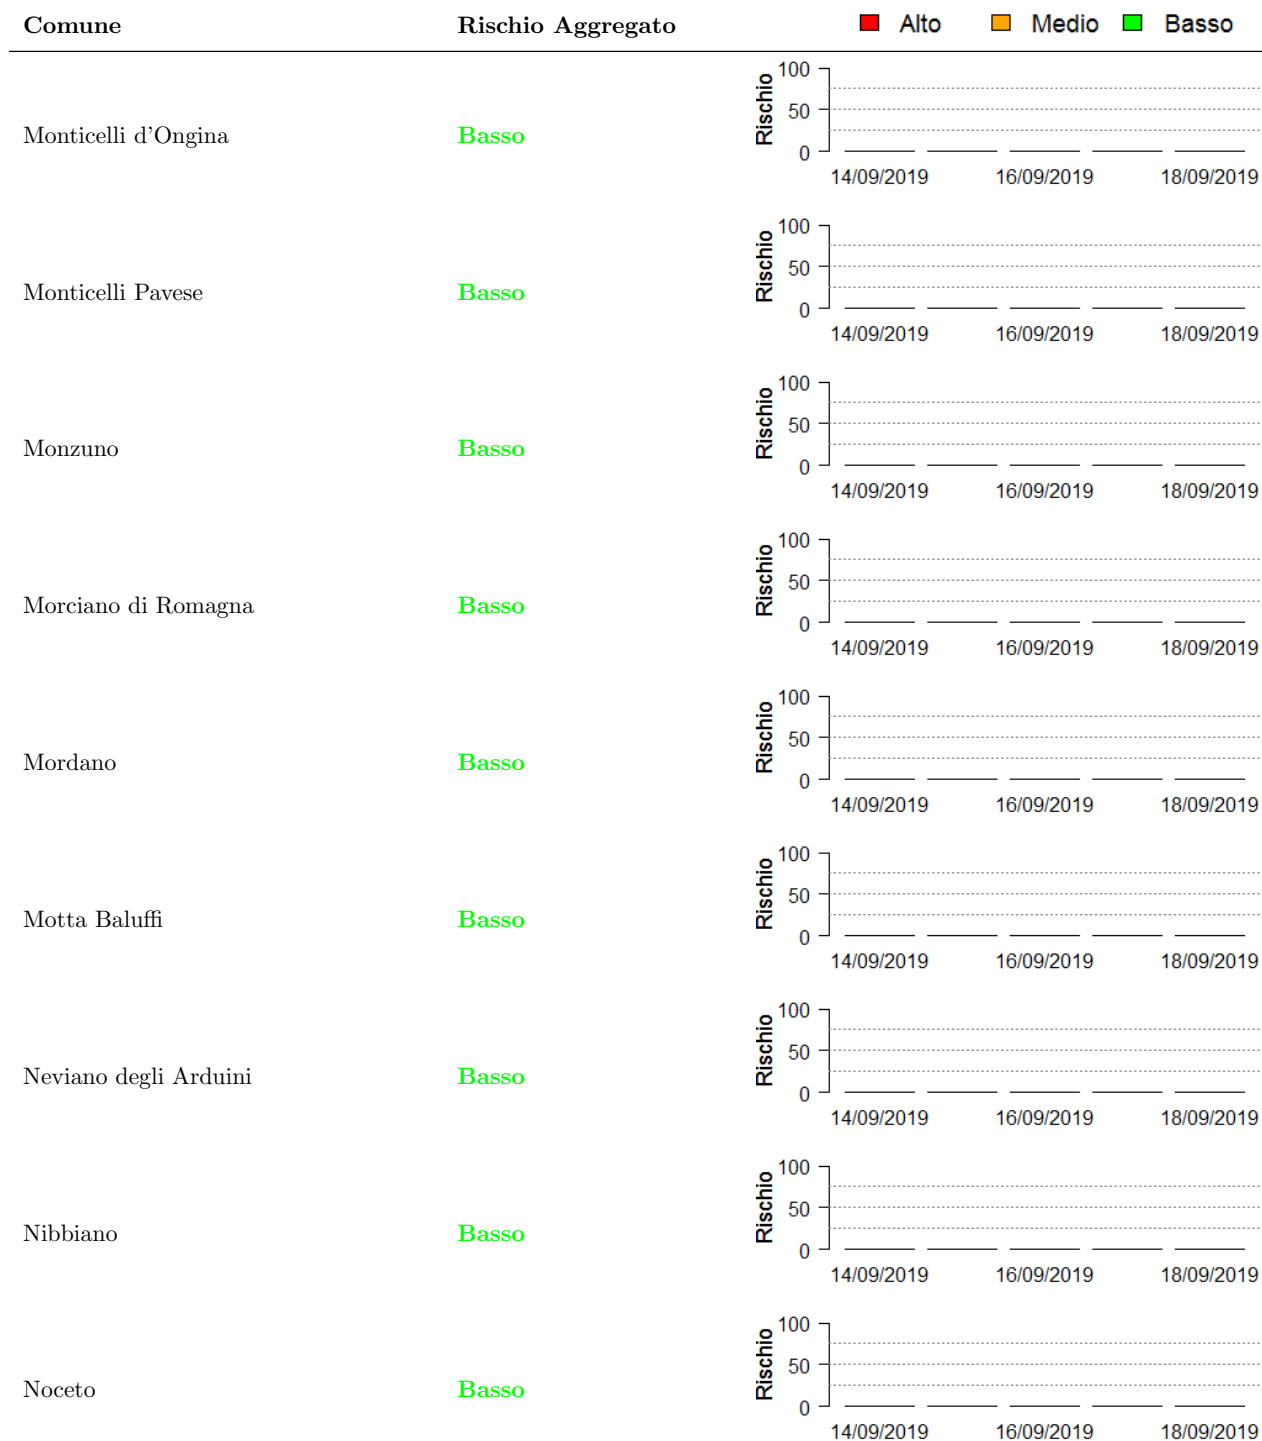 Comune Rischio Aggregato Alto Medio Basso
Monticelli d'Ongina Basso
Rischio
100
50
0
14/09/2019 16/09/2019 18/09/2019
Monticelli Pavese Basso
Rischio
100
50
0
14/09/2019 16/09/2019 18/09/2019
Monzuno Basso
Rischio
100
50
0
14/09/2019 16/09/2019 18/09/2019
Morciano di Romagna Basso
Rischio
100
50
0
14/09/2019 16/09/2019 18/09/2019
Mordano Basso
Rischio
100
50
0
14/09/2019 16/09/2019 18/09/2019
Motta Baluffi Basso
Rischio
100
50
0
14/09/2019 16/09/2019 18/09/2019
Neviano degli Arduini Basso
Rischio
100
50
0
14/09/2019 16/09/2019 18/09/2019
Nibbiano Basso
Rischio
100
50
0
14/09/2019 16/09/2019 18/09/2019
Noceto Basso
Rischio
100
50
0
14/09/2019 16/09/2019 18/09/2019